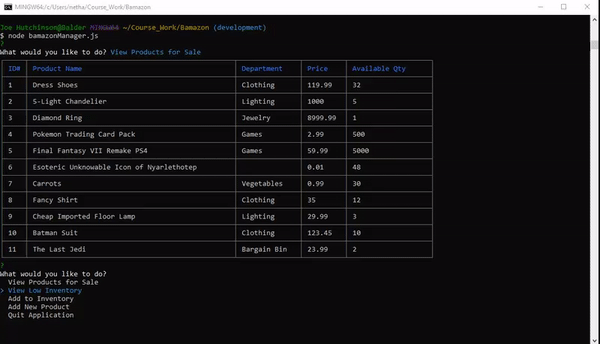 MINGW64:/c/Users/netha/Course_Work/Bamazon
Joe Hutchinson@Balder MINGW64 ~/Course_Work/Bamazon (development)
$ node bamazonManager.js
?
What would you like to do? View Products for Sale
ID# Product Name Department Price Available Qty
1 Dress Shoes Clothing 119.99 32
2 5-Light Chandelier Lighting 1000 5
3 Diamond Ring Jewelry 8999.99 1
4 Pokemon Trading Card Pack Games 2.99 500
5 Final Fantasy VII Remake PS4 Games 59.99 5000
6 Esoteric Unknowable Icon of Nyarlethotep 0.01 48
7 Carrots Vegetables 0.99 30
8 Fancy Shirt Clothing 35 12
9 Cheap Imported Floor Lamp Lighting 29.99 3
10 Batman Suit Clothing 123.45 10
11 The Last Jedi Bargain Bin 23.99 2
?
What would you like to do?
View Products for Sale
> View Low Inventory
Add to Inventory
Add New Product
Quit Application